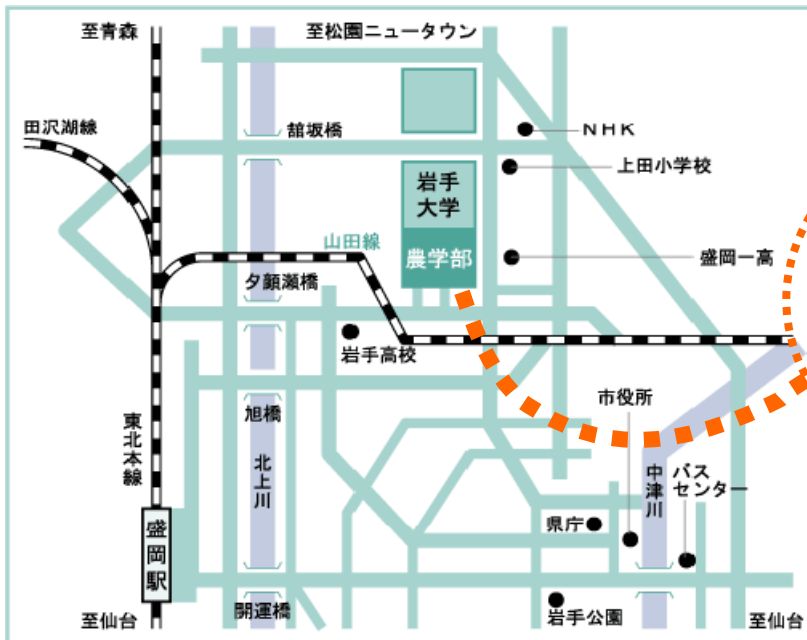 至青森
至松園ニュータウン
田沢湖線
舘坂橋
NHK
上田小学校
岩手
大学
農学部
山田線
盛岡一高
夕顔瀬橋
岩手高校
市役所
旭橋
東北本線
北上川
中津川
バス
センター
県庁
盛岡駅
岩手公園
開運橋
至仙台
至仙台